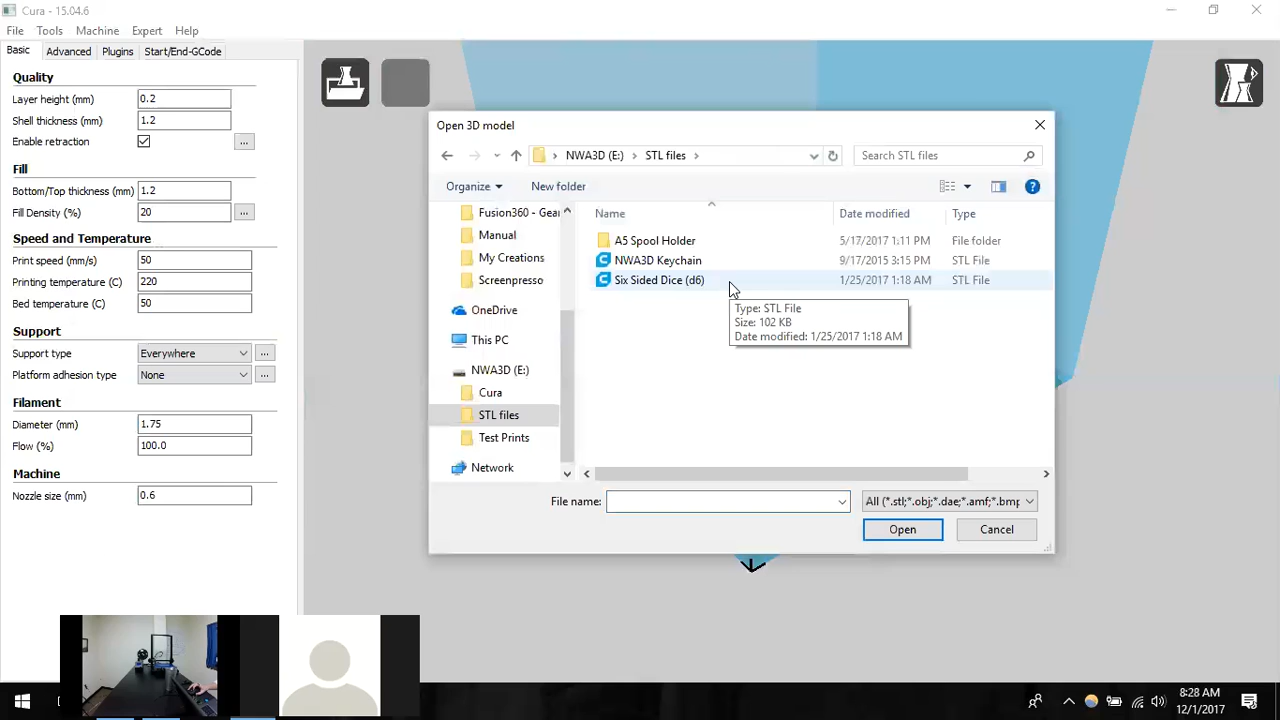 Cura - 15.04.6
File Tools Machine Expert Help
Basic Advanced Plugins Start/End-GCode
Quality
Layer height (mm) 0.2
Shell thickness (mm) 1.2
Enable retraction ...
Fill
Bottom/Top thickness (mm) 1.2
Fill Density (%) 20 ...
Speed and Temperature
Print speed (mm/s) 50
Printing temperature (C) 220
Bed temperature (C) 50
Support
Support type Everywhere ...
Platform adhesion type None ...
Filament
Diameter (mm) 1.75
Flow (%) 100.0
Machine
Nozzle size (mm) 0.6
Open 3D model
NWA3D (E:) STL files Search STL files
Organize New folder
Fusion360 - Gear
Manual
My Creations
Screenpresso
OneDrive
This PC
NWA3D (E:)
Cura
STL files
Test Prints
Network
Name Date modified Type
A5 Spool Holder 5/17/2017 1:11 PM File folder
NWA3D Keychain 9/17/2015 3:15 PM STL File
Six Sided Dice (d6) 1/25/2017 1:18 AM STL File
Type: STL File
Size: 102 KB
Date modified: 1/25/2017 1:18 AM
File name: All (*.stl;*.obj;*.dae;*.amf;*.bmp
Open Cancel
8:28 AM
12/1/2017